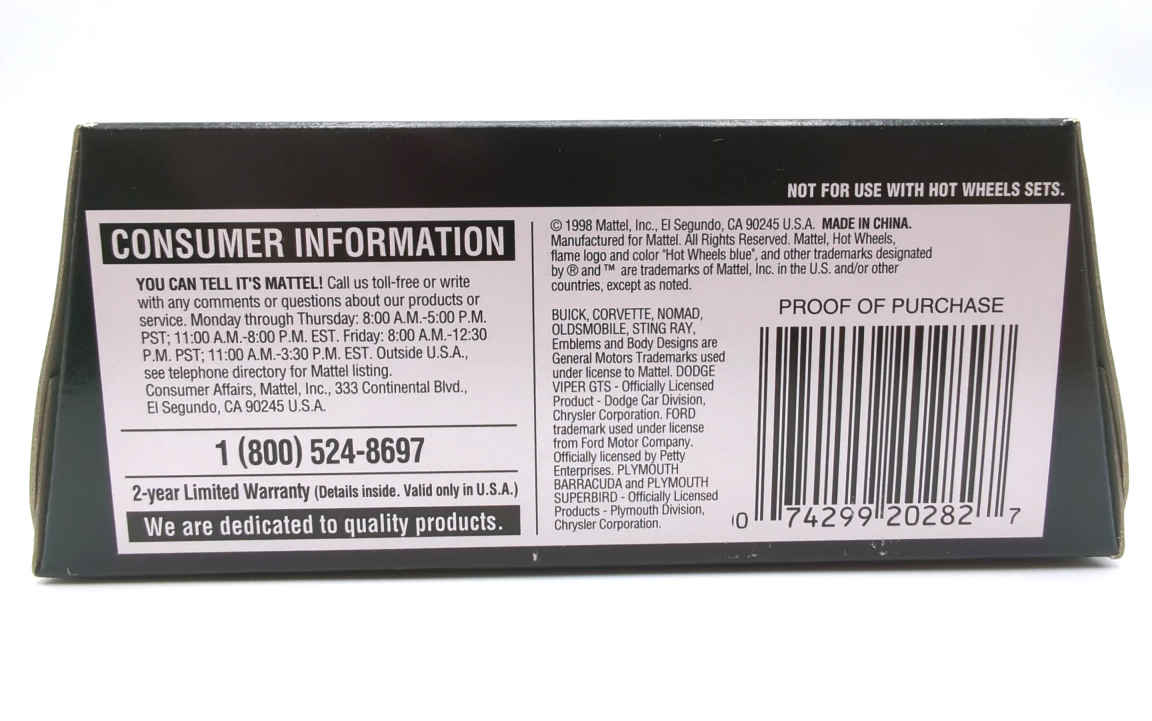 NOT FOR USE WITH HOT WHEELS SETS.
CONSUMER INFORMATION
YOU CAN TELL IT'S MATTEL! Call us toll-free or write
with any comments or questions about our products or
service. Monday through Thursday: 8:00 A.M.-5:00 P.M.
PST; 11:00 A.M.-8:00 P.M. EST. Friday: 8:00 A.M.-12:30
P.M. PST; 11:00 A.M.-3:30 P.M. EST. Outside U.S.A.,
see telephone directory for Mattel listing.
Consumer Affairs, Mattel, Inc., 333 Continental Blvd.,
El Segundo, CA 90245 U.S.A.
1 (800) 524-8697
2-year Limited Warranty (Details inside. Valid only in U.S.A.)
We are dedicated to quality products.
© 1998 Mattel, Inc., El Segundo, CA 90245 U.S.A. MADE IN CHINA.
Manufactured for Mattel. All Rights Reserved. Mattel, Hot Wheels,
flame logo and color "Hot Wheels blue", and other trademarks designated
by ® and ™ are trademarks of Mattel, Inc. in the U.S. and/or other
countries, except as noted.
BUICK, CORVETTE, NOMAD,
OLDSMOBILE, STING RAY,
Emblems and Body Designs are
General Motors Trademarks used
under license to Mattel. DODGE
VIPER GTS - Officially Licensed
Product - Dodge Car Division,
Chrysler Corporation. FORD
trademark used under license
from Ford Motor Company.
Officially licensed by Petty
Enterprises. PLYMOUTH
BARRACUDA and PLYMOUTH
SUPERBIRD - Officially Licensed
Products - Plymouth Division,
Chrysler Corporation.
PROOF OF PURCHASE
0 74299 20282 7